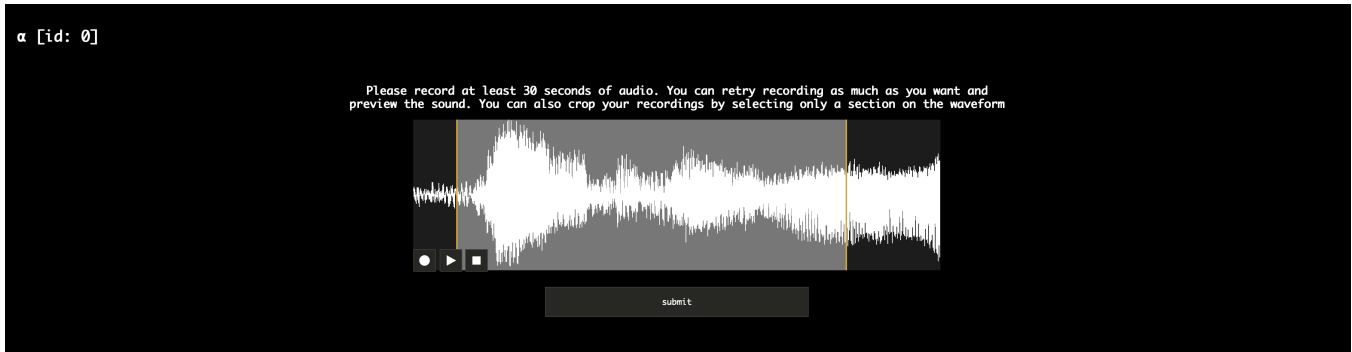 α [id: 0]
Please record at least 30 seconds of audio. You can retry recording as much as you want and
preview the sound. You can also crop your recordings by selecting only a section on the waveform
submit